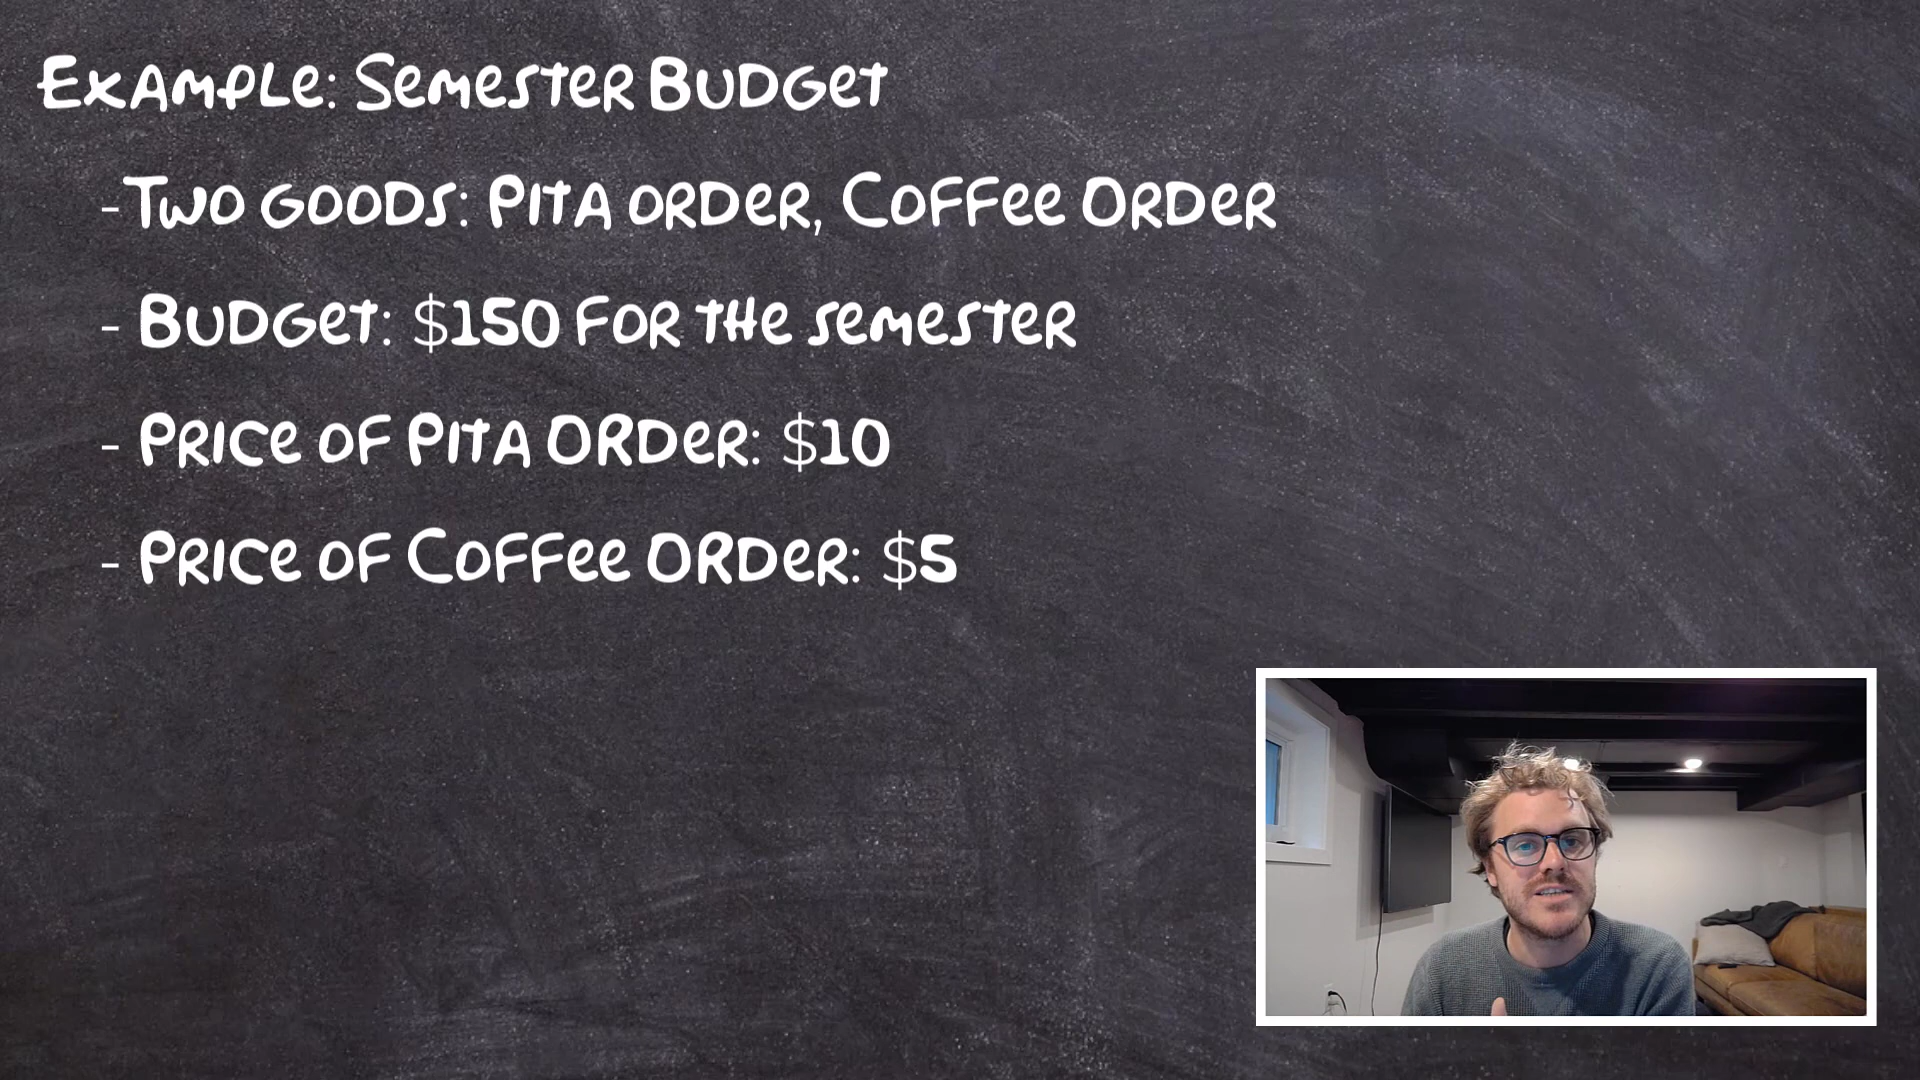 Example: Semester Budget
-Two goods: Pita order, Coffee Order
- Budget: $150 for the semester
- Price of Pita Order: $10
- Price of Coffee Order: $5